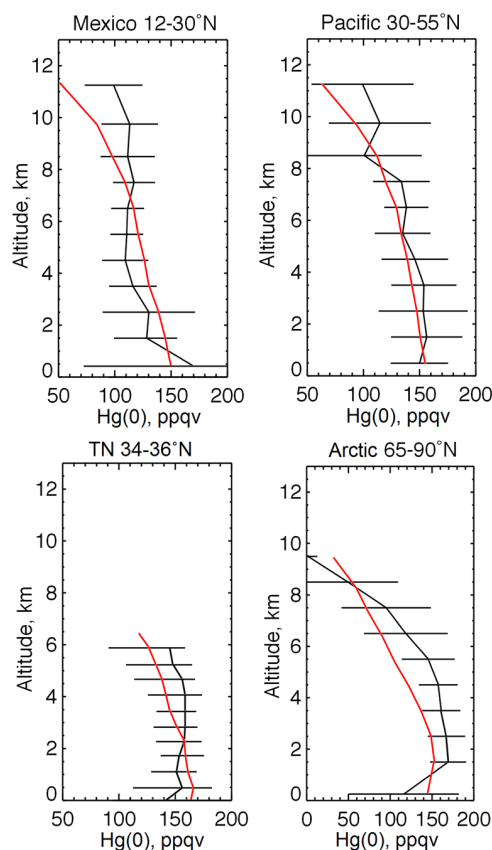 Mexico 12-30°N
Pacific 30-55°N
12
10
8
6
4
2
0
Altitude, km
50 100 150 200
Hg(0), ppqv
12
10
8
6
4
2
0
Altitude, km
50 100 150 200
Hg(0), ppqv
TN 34-36°N
Arctic 65-90°N
12
10
8
6
4
2
0
Altitude, km
50 100 150 200
Hg(0), ppqv
12
10
8
6
4
2
0
Altitude, km
0 50 100 150 200
Hg(0), ppqv